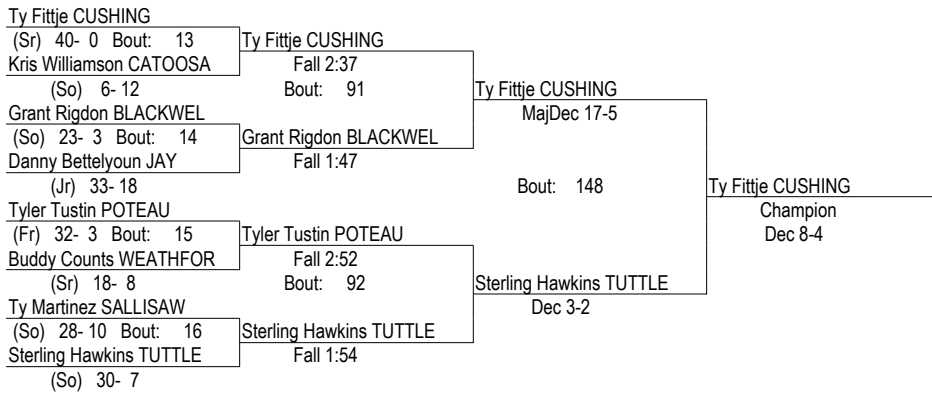 Ty Fittje CUSHING
(Sr) 40- 0 Bout: 13
Ty Fittje CUSHING
Kris Williamson CATOOSA
Fall 2:37
(So) 6- 12
Bout: 91
Ty Fittje CUSHING
Grant Rigdon BLACKWEL
MajDec 17-5
(So) 23- 3 Bout: 14
Grant Rigdon BLACKWEL
Danny Bettelyoun JAY
Fall 1:47
(Jr) 33- 18
Bout: 148
Ty Fittje CUSHING
Tyler Tustin POTEAU
Champion
(Fr) 32- 3 Bout: 15
Tyler Tustin POTEAU
Dec 8-4
Buddy Counts WEATHFOR
Fall 2:52
(Sr) 18- 8
Bout: 92
Sterling Hawkins TUTTLE
Ty Martinez SALLISAW
Dec 3-2
(So) 28- 10 Bout: 16
Sterling Hawkins TUTTLE
Sterling Hawkins TUTTLE
Fall 1:54
(So) 30- 7